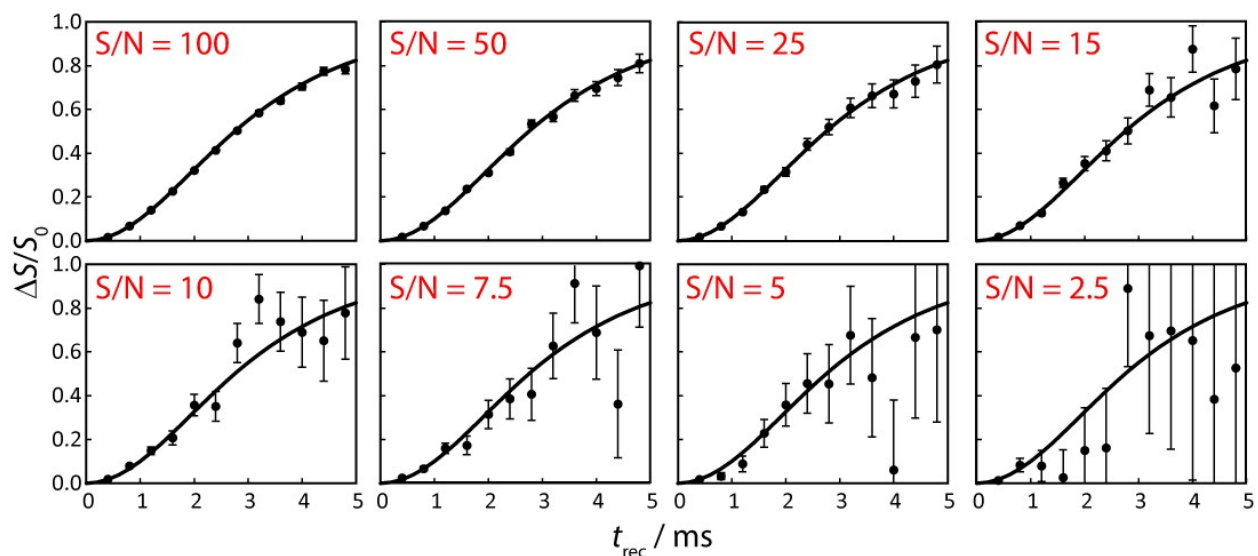 S/N = 100
S/N = 50
S/N = 25
S/N = 15
1.0
0.8
0.6
0.4
0.2
0.0
ΔS/S0
S/N = 10
S/N = 7.5
S/N = 5
S/N = 2.5
1.0
0.8
0.6
0.4
0.2
0.0
0 1 2 3 4 5 0 1 2 3 4 5 0 1 2 3 4 5 0 1 2 3 4 5
trec / ms